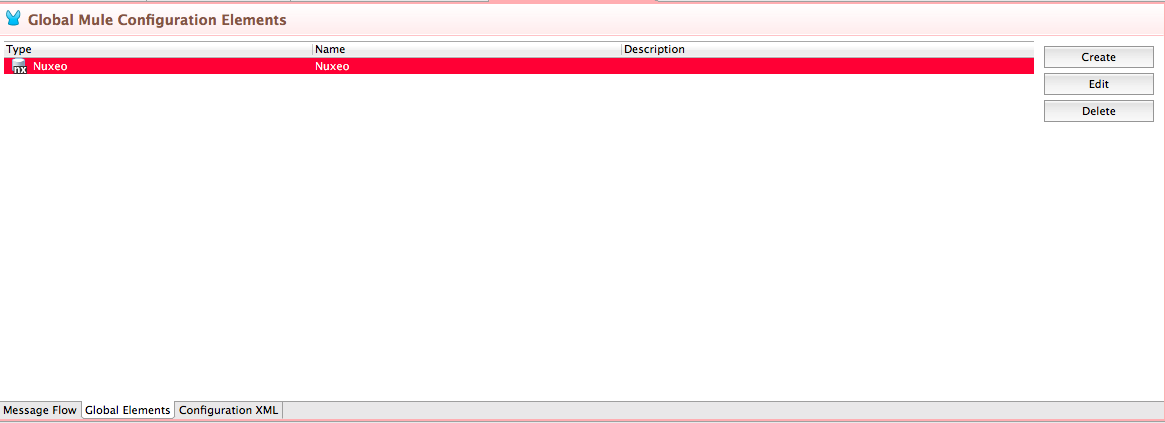 Global Mule Configuration Elements
Type Name Description
nx Nuxeo Nuxeo
Create
Edit
Delete
Message Flow Global Elements Configuration XML